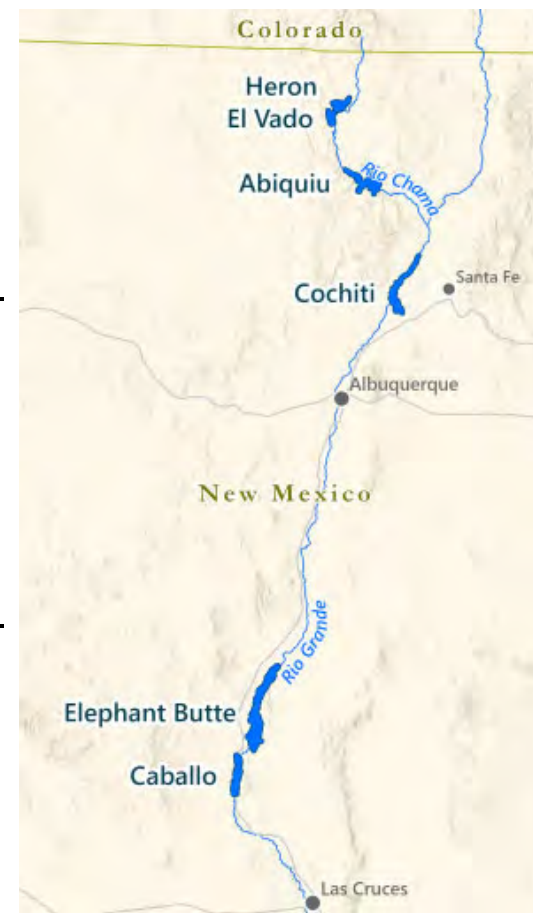 Colorado
Heron
El Vado
Abiquiu
Rio Chama
Cochiti
Santa Fe
Albuquerque
New Mexico
Rio Grande
Elephant Butte
Caballo
Las Cruces